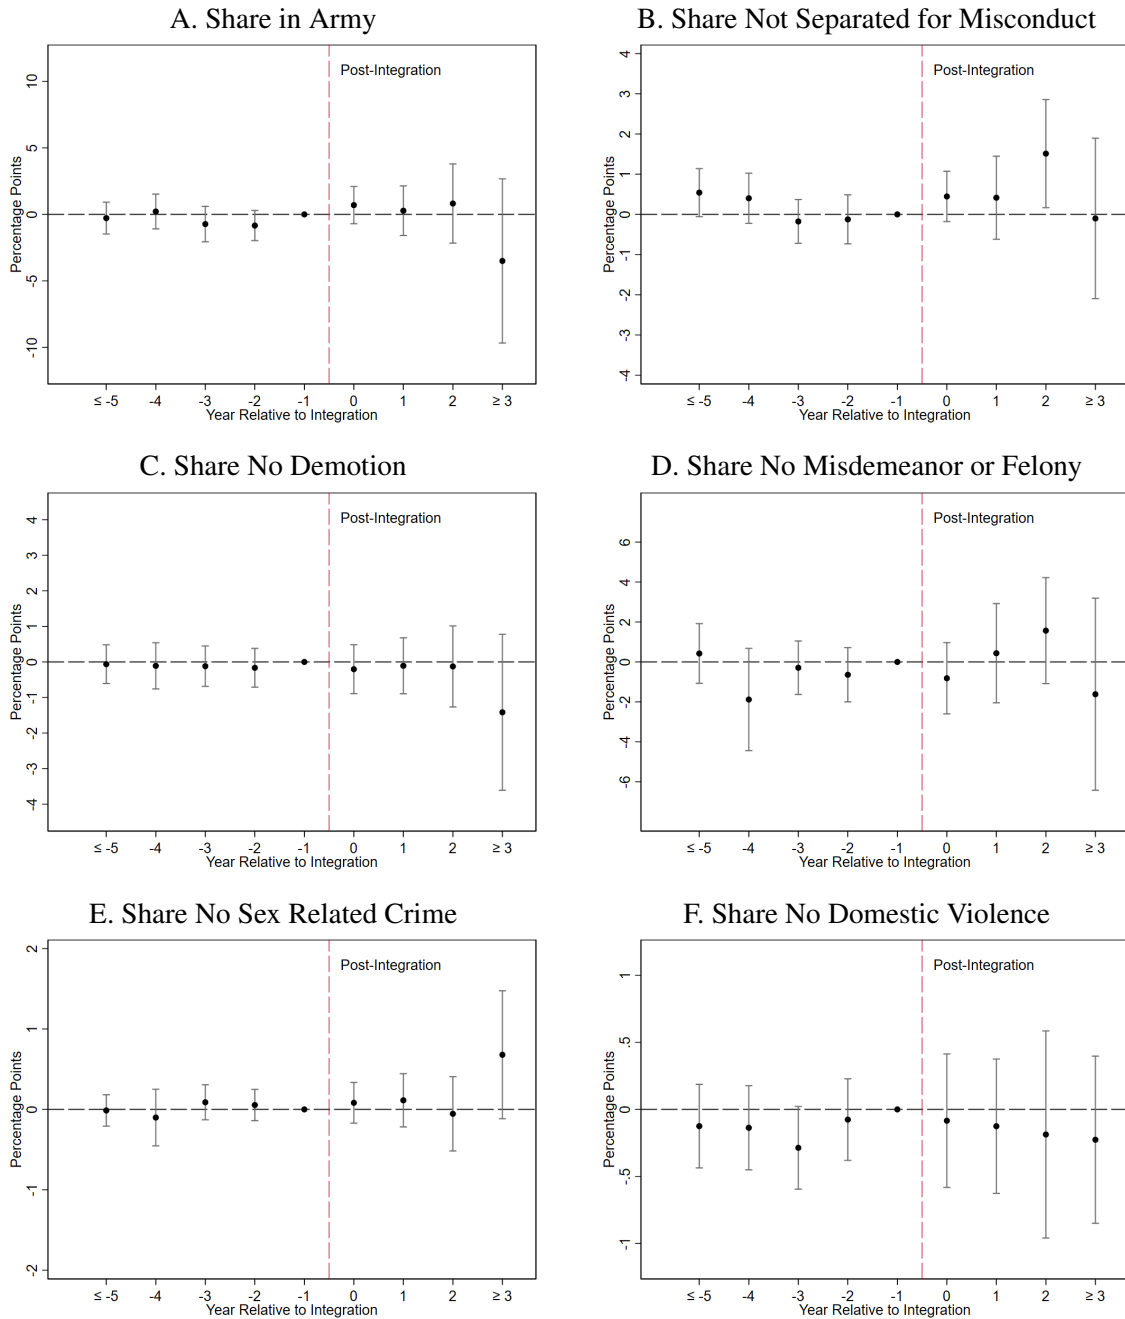 A. Share in Army
Post-Integration
Percentage Points
10
5
0
-5
-10
≤ -5 -4 -3 -2 -1 0 1 2 ≥ 3
Year Relative to Integration
B. Share Not Separated for Misconduct
Post-Integration
Percentage Points
4
3
2
1
0
-1
-2
-3
-4
≤ -5 -4 -3 -2 -1 0 1 2 ≥ 3
Year Relative to Integration
C. Share No Demotion
Post-Integration
Percentage Points
4
3
2
1
0
-1
-2
-3
-4
≤ -5 -4 -3 -2 -1 0 1 2 ≥ 3
Year Relative to Integration
D. Share No Misdemeanor or Felony
Post-Integration
Percentage Points
6
4
2
0
-2
-4
-6
≤ -5 -4 -3 -2 -1 0 1 2 ≥ 3
Year Relative to Integration
E. Share No Sex Related Crime
Post-Integration
Percentage Points
2
1
0
-1
-2
≤ -5 -4 -3 -2 -1 0 1 2 ≥ 3
Year Relative to Integration
F. Share No Domestic Violence
Post-Integration
Percentage Points
1
.5
0
-.5
-1
≤ -5 -4 -3 -2 -1 0 1 2 ≥ 3
Year Relative to Integration